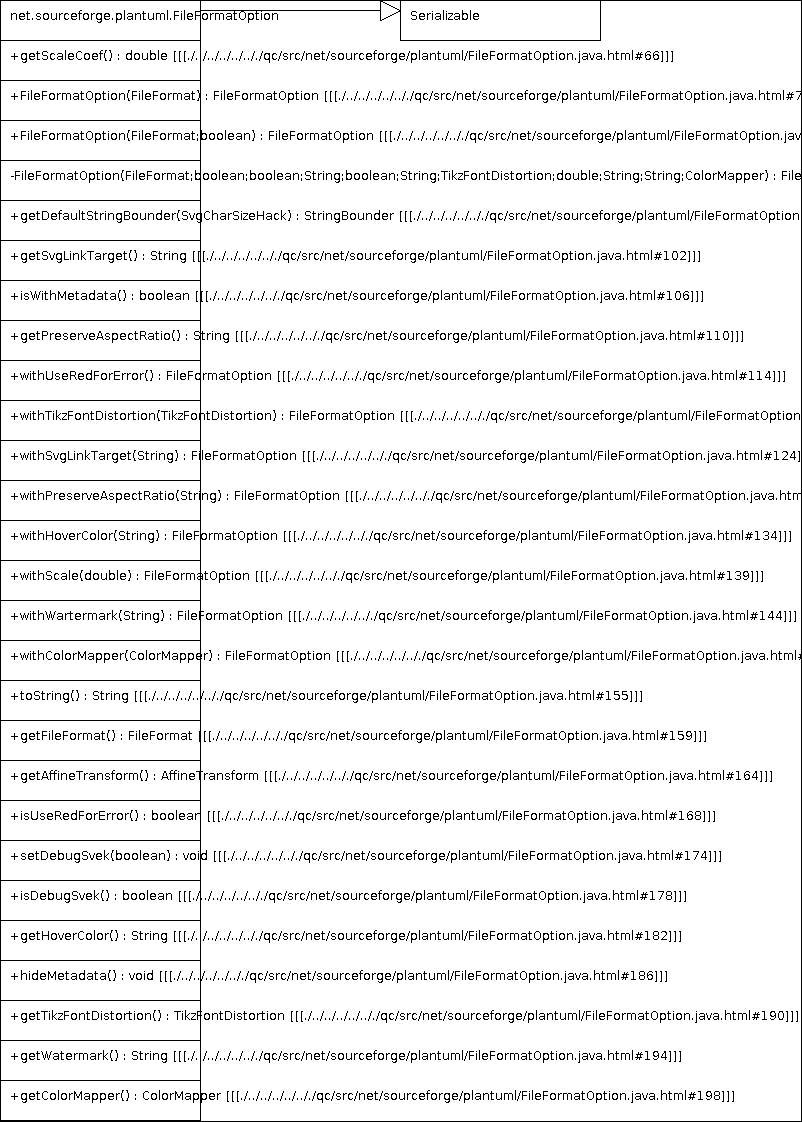 net.sourceforge.plantuml.FileFormatOption
Serializable
+getScaleCoef() : double [[[./../../../../../qc/src/net/sourceforge/plantuml/FileFormatOption.java.html#66]]]
+FileFormatOption(FileFormat) : FileFormatOption [[[./../../../../../qc/src/net/sourceforge/plantuml/FileFormatOption.java.html#7
+FileFormatOption(FileFormat;boolean) : FileFormatOption [[[./../../../../../qc/src/net/sourceforge/plantuml/FileFormatOption.jav
-FileFormatOption(FileFormat;boolean;boolean;String;boolean;String;TikzFontDistortion;double;String;String;ColorMapper) : File
+getDefaultStringBounder(SvgCharSizeHack) : StringBounder [[[./../../../../../qc/src/net/sourceforge/plantuml/FileFormatOption
+getSvgLinkTarget() : String [[[./../../../../../qc/src/net/sourceforge/plantuml/FileFormatOption.java.html#102]]]
+isWithMetadata() : boolean [[[./../../../../../qc/src/net/sourceforge/plantuml/FileFormatOption.java.html#106]]]
+getPreserveAspectRatio() : String [[[./../../../../../qc/src/net/sourceforge/plantuml/FileFormatOption.java.html#110]]]
+withUseRedForError() : FileFormatOption [[[./../../../../../qc/src/net/sourceforge/plantuml/FileFormatOption.java.html#114]]]
+withTikzFontDistortion(TikzFontDistortion) : FileFormatOption [[[./../../../../../qc/src/net/sourceforge/plantuml/FileFormatOption
+withSvgLinkTarget(String) : FileFormatOption [[[./../../../../../qc/src/net/sourceforge/plantuml/FileFormatOption.java.html#124]
+withPreserveAspectRatio(String) : FileFormatOption [[[./../../../../../qc/src/net/sourceforge/plantuml/FileFormatOption.java.htm
+withHoverColor(String) : FileFormatOption [[[./../../../../../qc/src/net/sourceforge/plantuml/FileFormatOption.java.html#134]]]
+withScale(double) : FileFormatOption [[[./../../../../../qc/src/net/sourceforge/plantuml/FileFormatOption.java.html#139]]]
+withWartermark(String) : FileFormatOption [[[./../../../../../qc/src/net/sourceforge/plantuml/FileFormatOption.java.html#144]]]
+withColorMapper(ColorMapper) : FileFormatOption [[[./../../../../../qc/src/net/sourceforge/plantuml/FileFormatOption.java.html#
+toString() : String [[[./../../../../../qc/src/net/sourceforge/plantuml/FileFormatOption.java.html#155]]]
+getFileFormat() : FileFormat [[[./../../../../../qc/src/net/sourceforge/plantuml/FileFormatOption.java.html#159]]]
+getAffineTransform() : AffineTransform [[[./../../../../../qc/src/net/sourceforge/plantuml/FileFormatOption.java.html#164]]]
+isUseRedForError() : boolean [[[./../../../../../qc/src/net/sourceforge/plantuml/FileFormatOption.java.html#168]]]
+setDebugSvek(boolean) : void [[[./../../../../../qc/src/net/sourceforge/plantuml/FileFormatOption.java.html#174]]]
+isDebugSvek() : boolean [[[./../../../../../qc/src/net/sourceforge/plantuml/FileFormatOption.java.html#178]]]
+getHoverColor() : String [[[./../../../../../qc/src/net/sourceforge/plantuml/FileFormatOption.java.html#182]]]
+hideMetadata() : void [[[./../../../../../qc/src/net/sourceforge/plantuml/FileFormatOption.java.html#186]]]
+getTikzFontDistortion() : TikzFontDistortion [[[./../../../../../qc/src/net/sourceforge/plantuml/FileFormatOption.java.html#190]]]
+getWatermark() : String [[[./../../../../../qc/src/net/sourceforge/plantuml/FileFormatOption.java.html#194]]]
+getColorMapper() : ColorMapper [[[./../../../../../qc/src/net/sourceforge/plantuml/FileFormatOption.java.html#198]]]